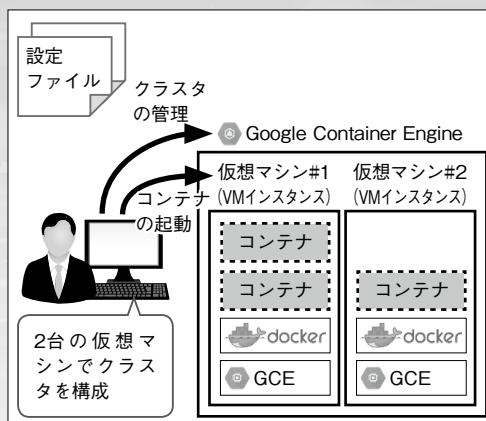 設定
ファイル
クラスタ
の管理
Google Container Engine
コンテナ
の起動
仮想マシン#1
(VMインスタンス)
コンテナ
コンテナ
docker
GCE
仮想マシン#2
(VMインスタンス)
コンテナ
docker
GCE
2台の仮想マ
シンでクラス
タを構成